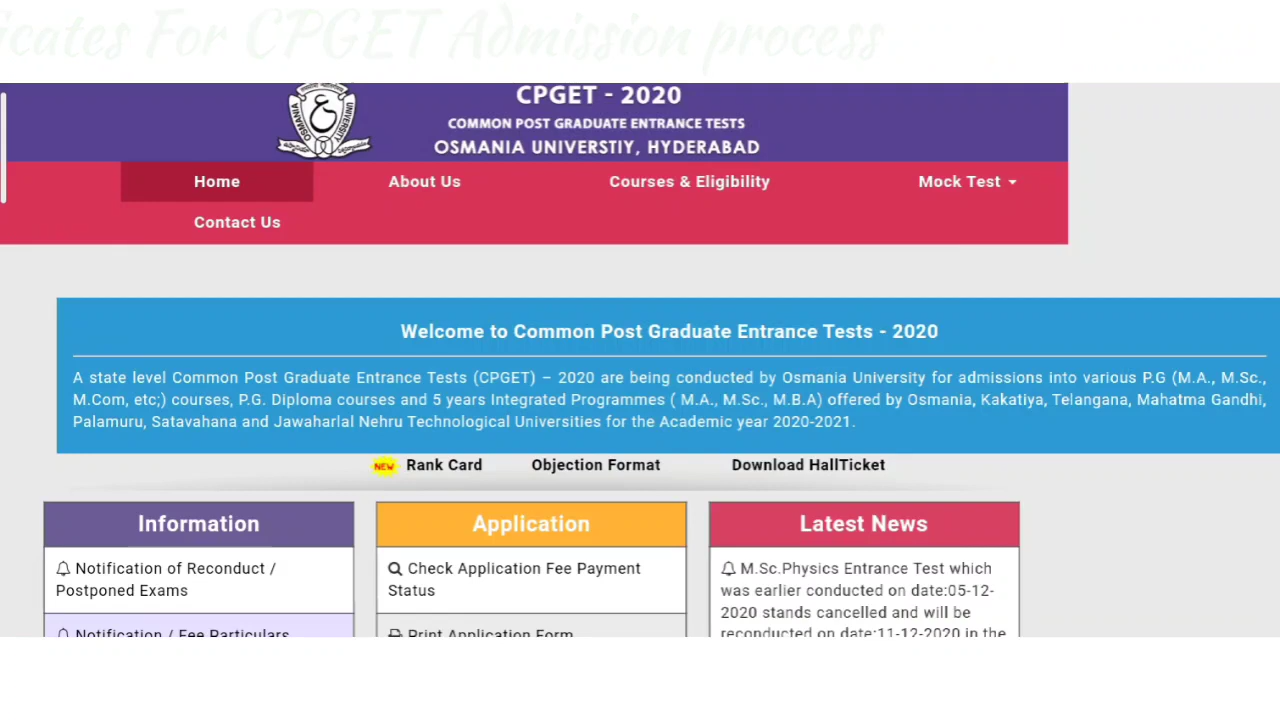 icates For CPGET Admission process
CPGET - 2020
COMMON POST GRADUATE ENTRANCE TESTS
OSMANIA UNIVERSTIY, HYDERABAD
Home About Us Courses & Eligibility Mock Test
Contact Us
Welcome to Common Post Graduate Entrance Tests - 2020
A state level Common Post Graduate Entrance Tests (CPGET) – 2020 are being conducted by Osmania University for admissions into various P.G (M.A., M.Sc.,
M.Com, etc;) courses, P.G. Diploma courses and 5 years Integrated Programmes ( M.A., M.Sc., M.B.A) offered by Osmania, Kakatiya, Telangana, Mahatma Gandhi,
Palamuru, Satavahana and Jawaharlal Nehru Technological Universities for the Academic year 2020-2021.
NEW Rank Card Objection Format Download HallTicket
Information
Notification of Reconduct /
Postponed Exams
Notification / Fee Particulars
Application
Check Application Fee Payment
Status
Print Application Form
Latest News
M.Sc.Physics Entrance Test which
was earlier conducted on date:05-12-
2020 stands cancelled and will be
reconducted on date:11-12-2020 in the